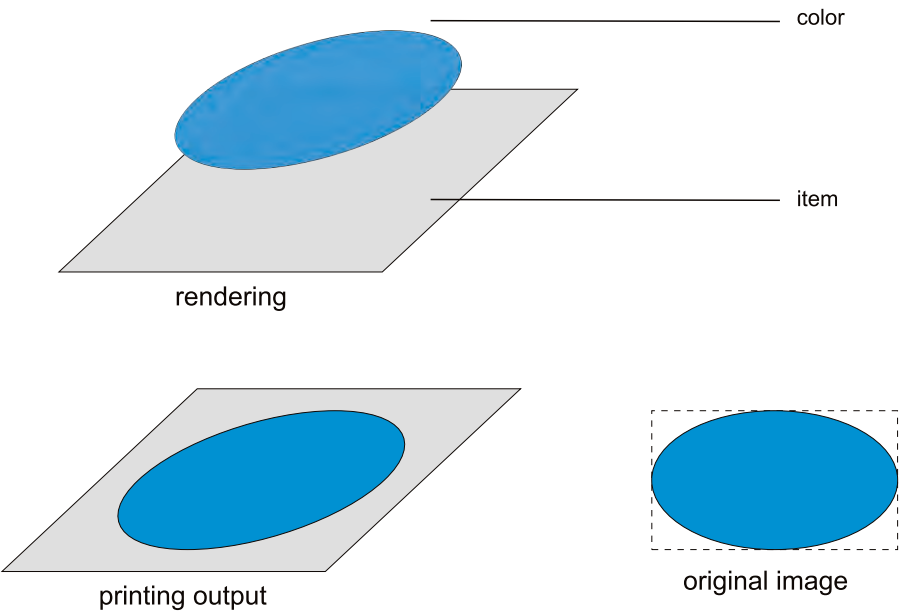 color
item
rendering
printing output
original image